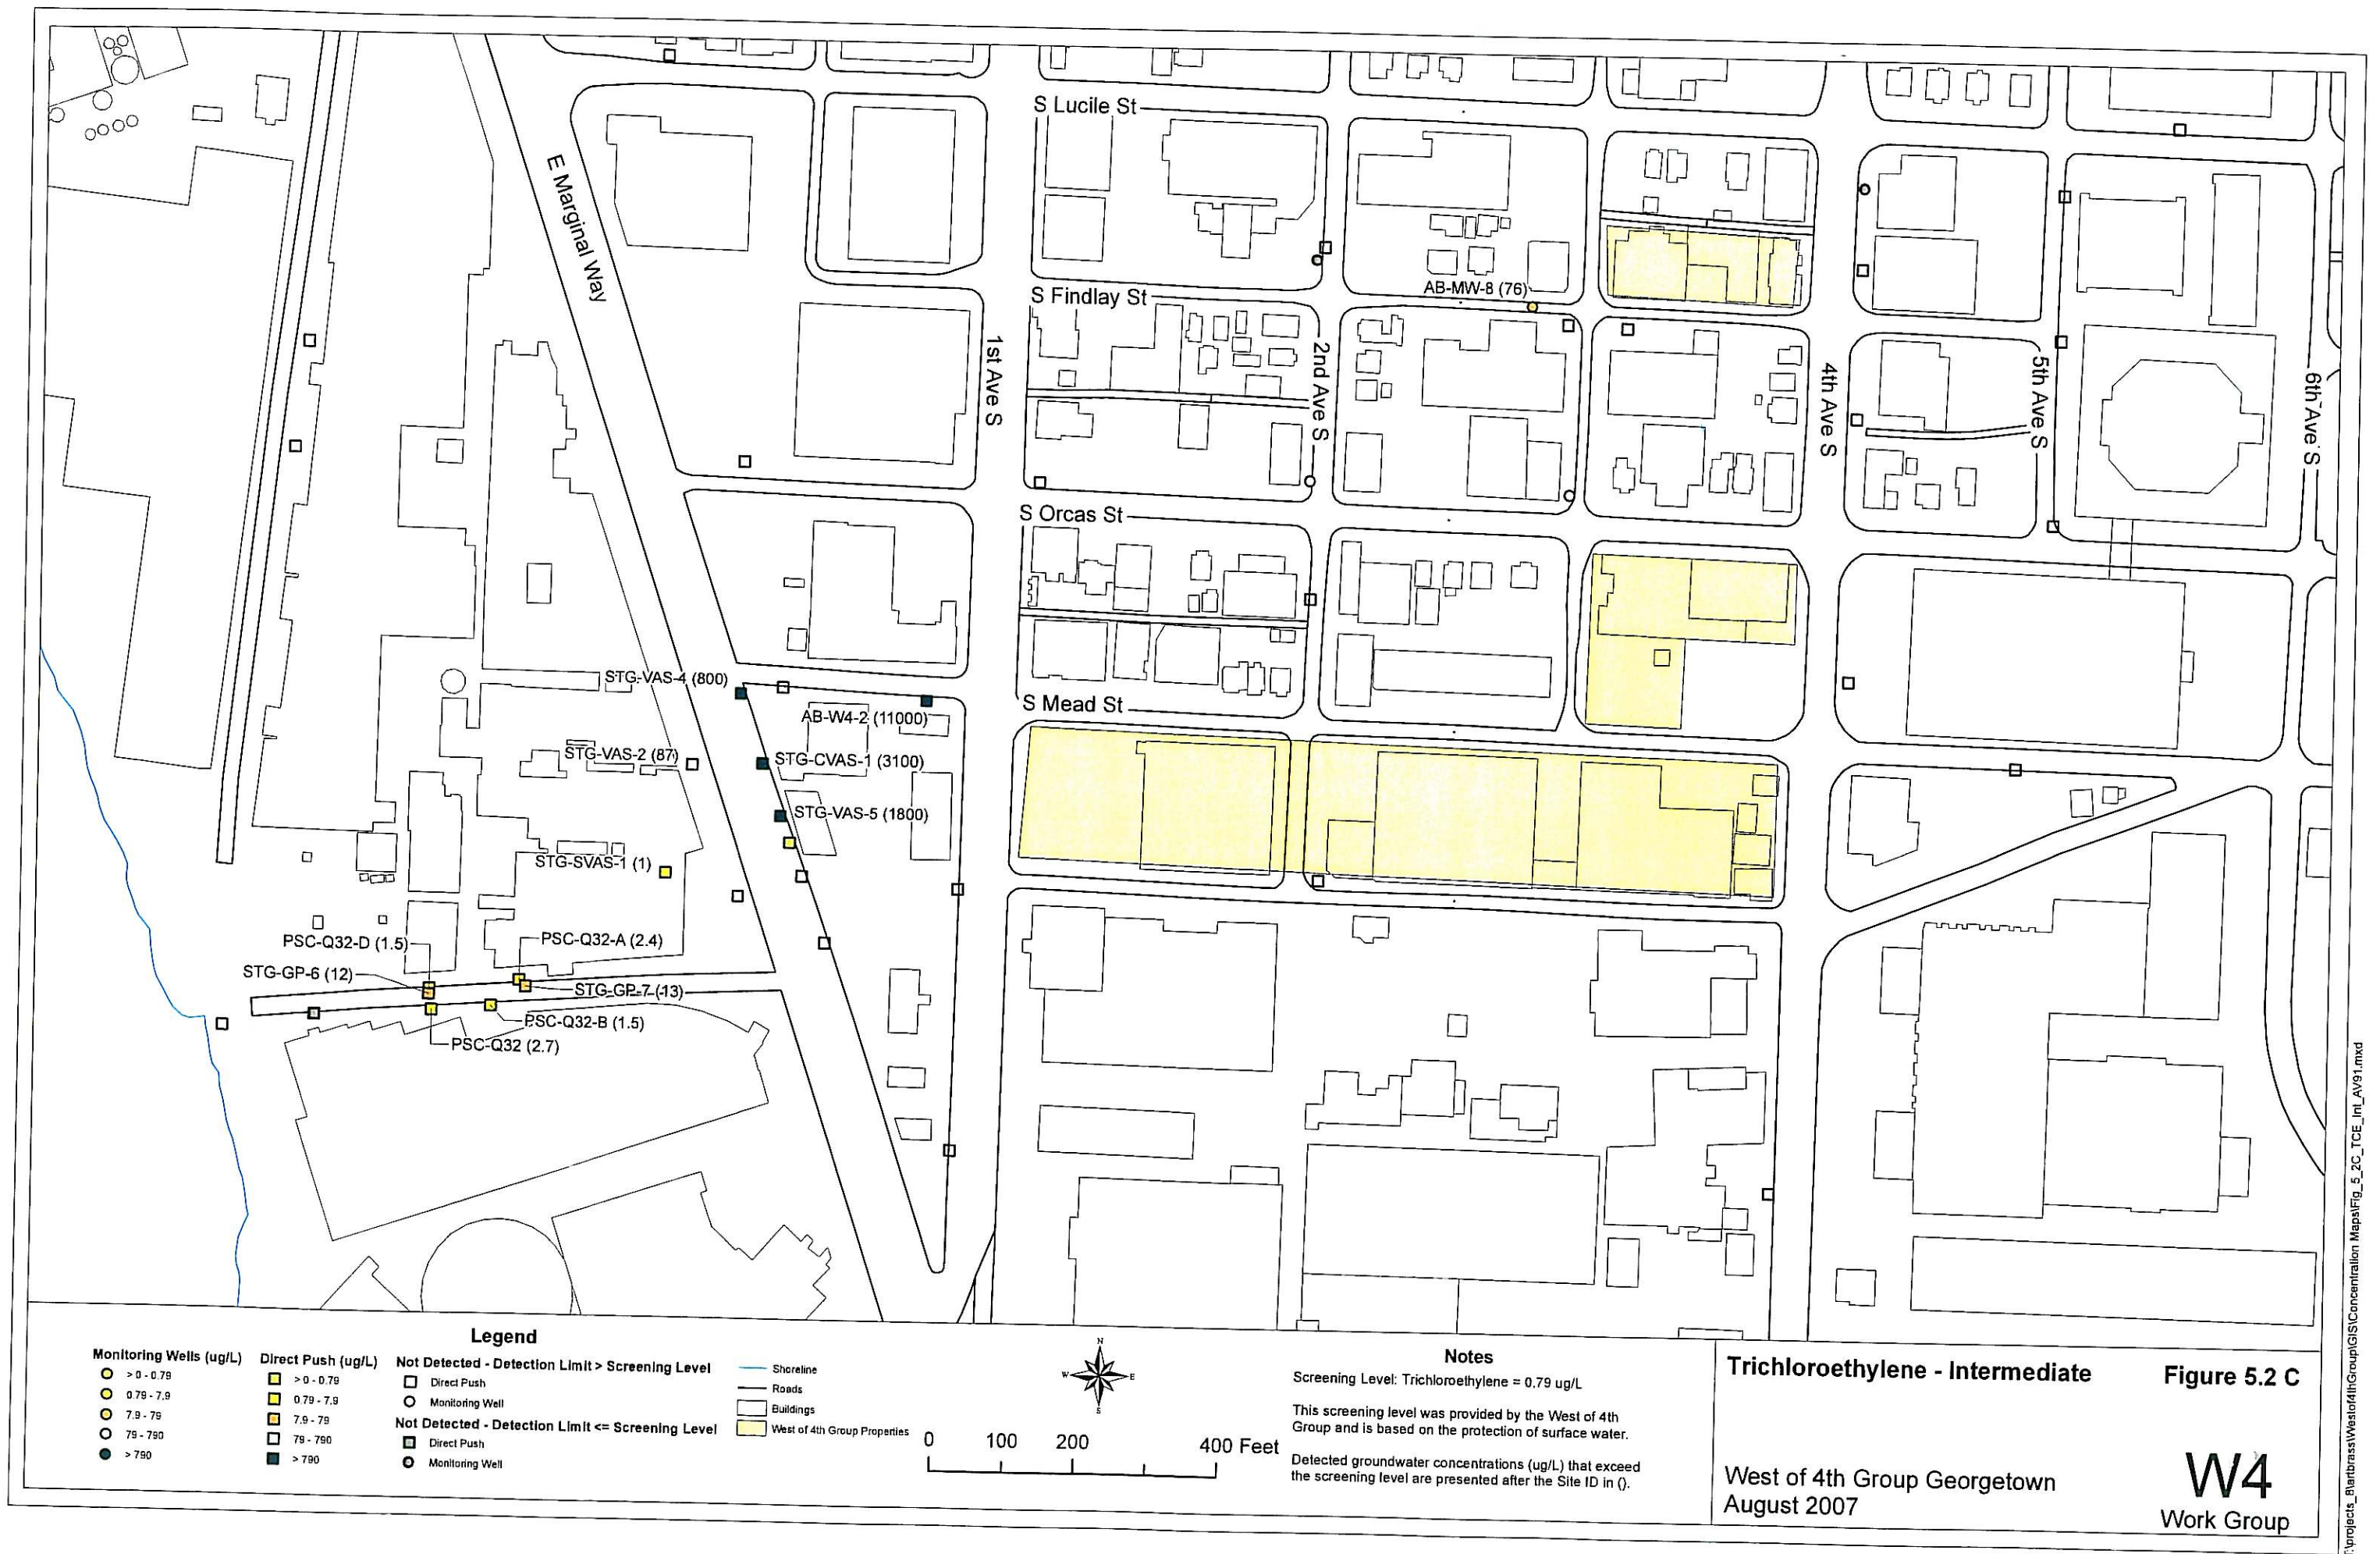 S Lucile St
E Marginal Way
AB-MW-8 (76)
S Findlay St
1st Ave S
2nd Ave S
4th Ave S
5th Ave S
6th Ave S
S Orcas St
STG-VAS-4 (800)
S Mead St
AB-W4-2 (11000)
STG-VAS-2 (87)
STG-CVAS-1 (3100)
STG-VAS-5 (1800)
STG-SVAS-1 (1)
PSC-Q32-D (1.5)
PSC-Q32-A (2.4)
STG-GP-6 (12)
STG-GP-7 (13)
PSC-Q32-B (1.5)
PSC-Q32 (2.7)
Legend
Monitoring Wells (ug/L)
> 0 - 0.79
0.79 - 7.9
7.9 - 79
79 - 790
> 790
Direct Push (ug/L)
> 0 - 0.79
0.79 - 7.9
7.9 - 79
79 - 790
> 790
Not Detected - Detection Limit > Screening Level
Direct Push
Monitoring Well
Not Detected - Detection Limit <= Screening Level
Direct Push
Monitoring Well
Shoreline
Roads
Buildings
West of 4th Group Properties
N
W
E
S
0 100 200 400 Feet
Notes
Screening Level: Trichloroethylene = 0.79 ug/L
This screening level was provided by the West of 4th
Group and is based on the protection of surface water.
Detected groundwater concentrations (ug/L) that exceed
the screening level are presented after the Site ID in ().
Trichloroethylene - Intermediate
Figure 5.2 C
West of 4th Group Georgetown
August 2007
W4
Work Group
:\projects_8\artbrass\Westof4thGroup\GIS\Concentration Maps\Fig_5_2C_TCE_Int_AV91.mxd